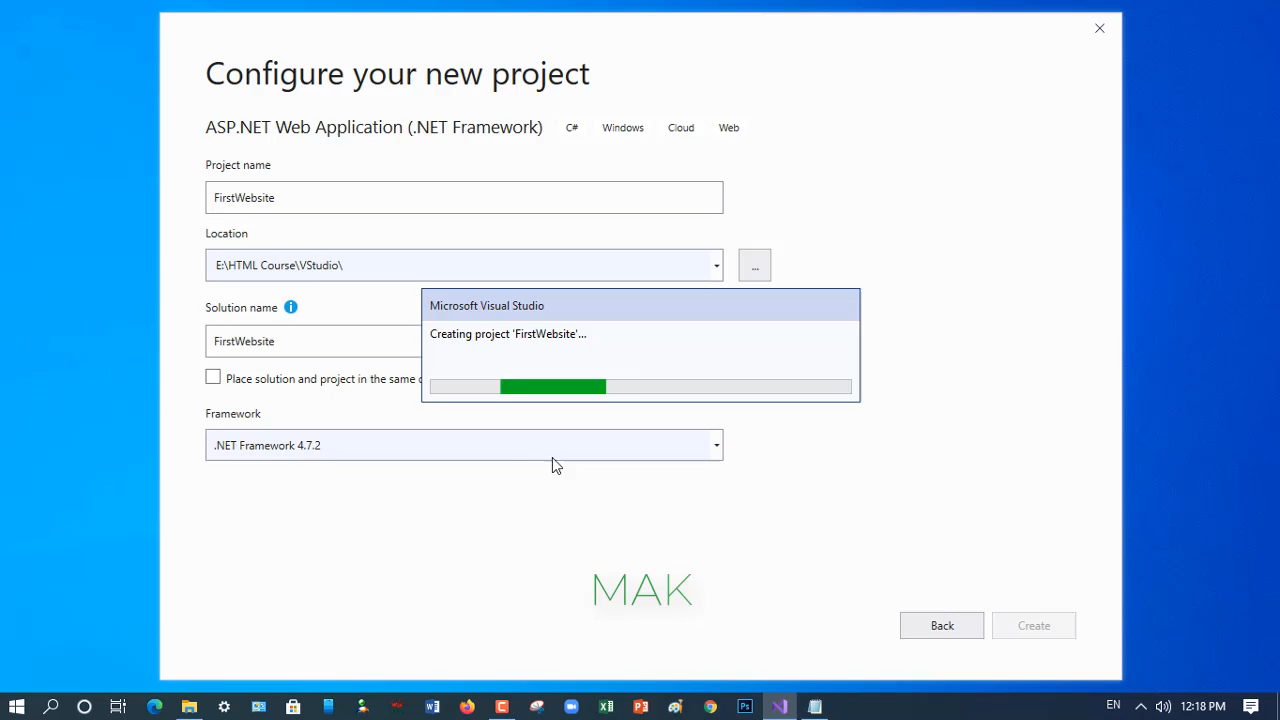 Configure your new project
ASP.NET Web Application (.NET Framework) C# Windows Cloud Web
Project name
FirstWebsite
Location
E:\HTML Course\VStudio\
...
Solution name
FirstWebsite
Microsoft Visual Studio
Creating project 'FirstWebsite'...
Place solution and project in the same
Framework
.NET Framework 4.7.2
MAK
Back Create
EN 12:18 PM